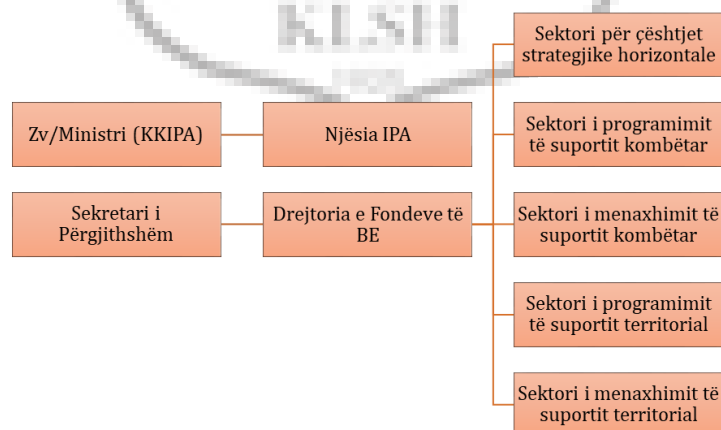 KLSH
Sektori për çështjet
strategjike horizontale
Zv/Ministri (KKIPA)
Njësia IPA
Sektori i programimit
të suportit kombëtar
Sekretari i
Përgjithshëm
Drejtoria e Fondeve të
BE
Sektori i menaxhimit të
suportit kombëtar
Sektori i programimit
të suportit territorial
Sektori i menaxhimit të
suportit territorial